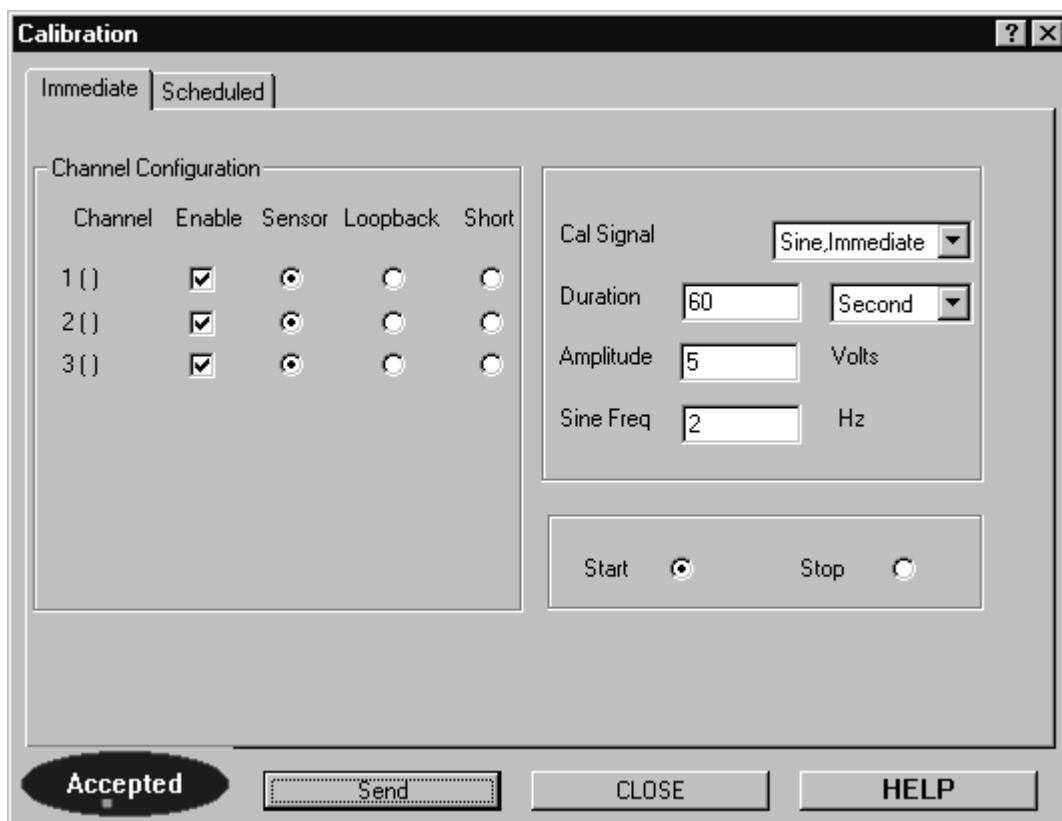 Calibration
Immediate Scheduled
Channel Configuration
Channel Enable Sensor Loopback Short
1 ()
2 ()
3 ()
Cal Signal Sine,Immediate
Duration 60 Second
Amplitude 5 Volts
Sine Freq 2 Hz
Start Stop
Accepted Send CLOSE HELP